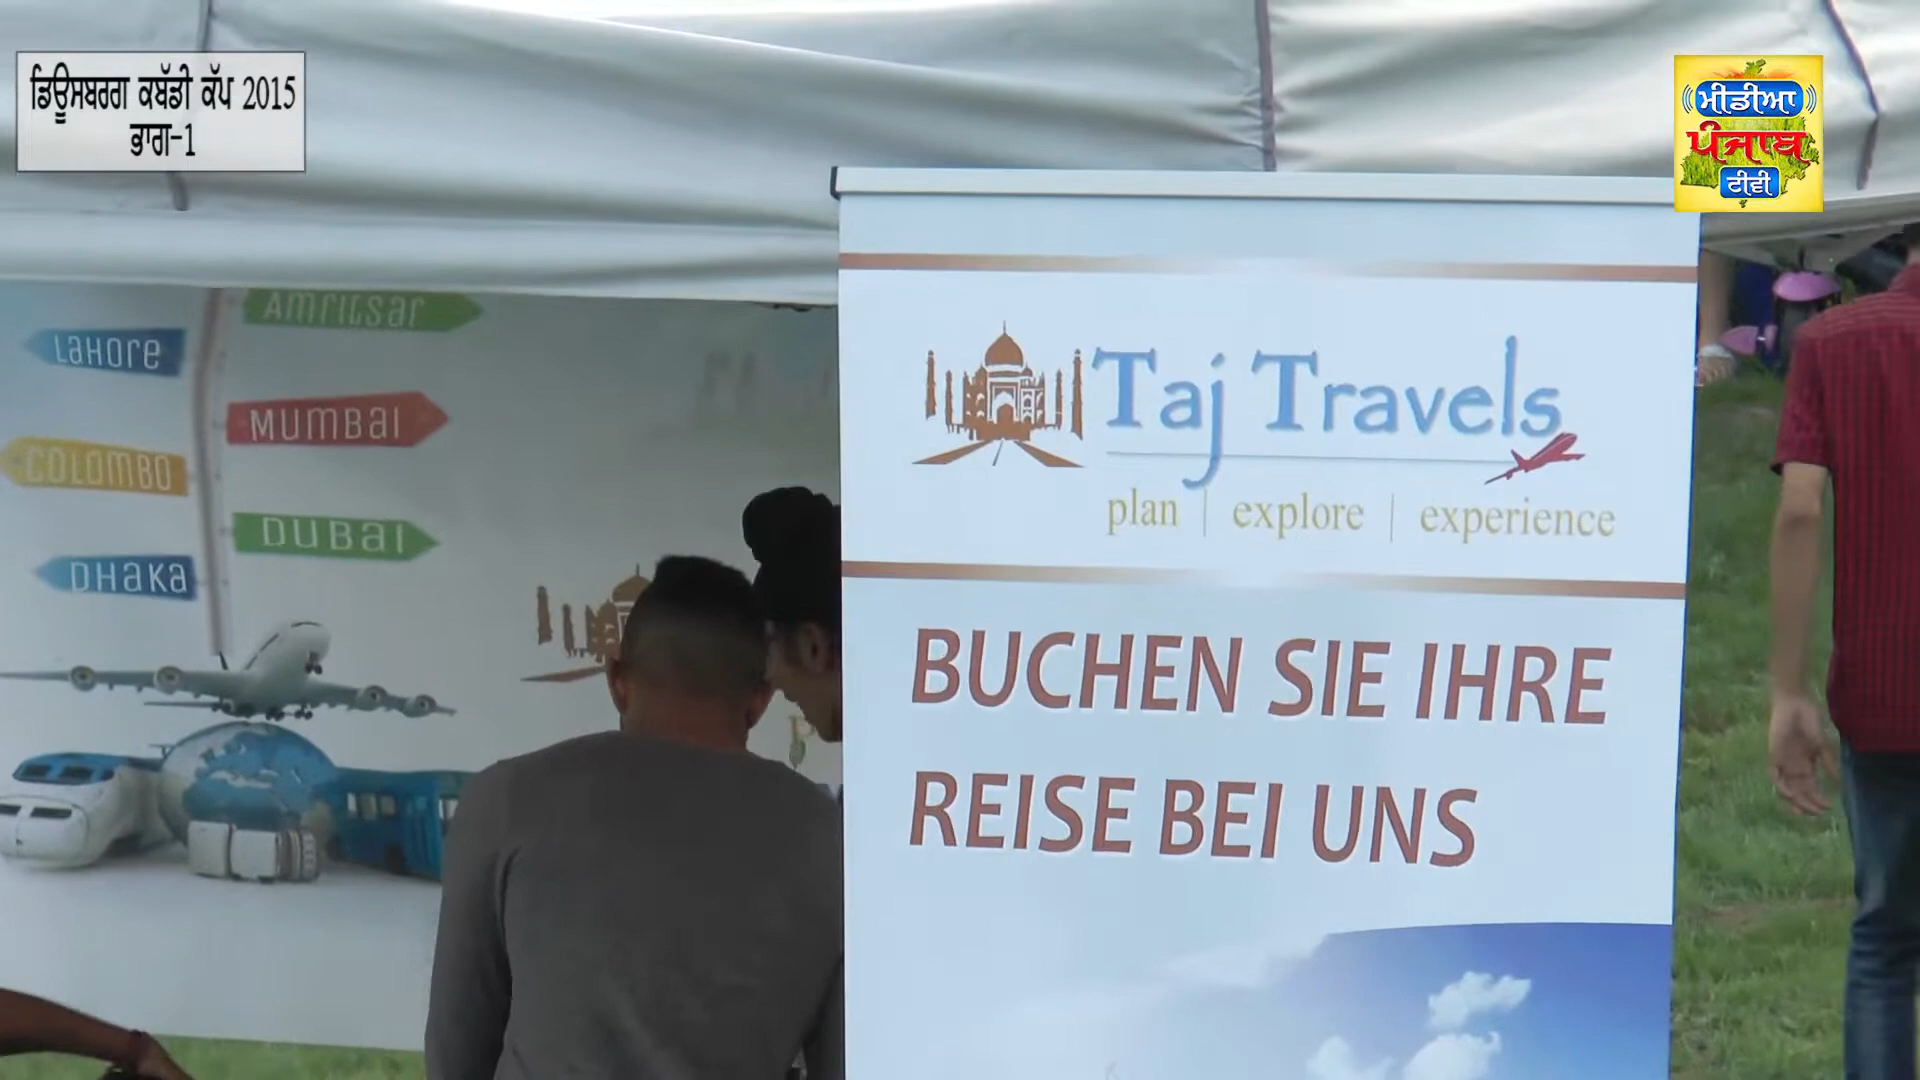 ਡਿਊਸਬਰਗ ਕਬੱਡੀ ਕੱਪ 2015
ਭਾਗ-1
ਮੀਡੀਆ
ਪੰਜਾਬ
ਟੀਵੀ
AMRITSAR
LAHORE
MUMBAI
COLOMBO
DUBAI
DHAKA
Taj Travels
plan | explore | experience
BUCHEN SIE IHRE
REISE BEI UNS